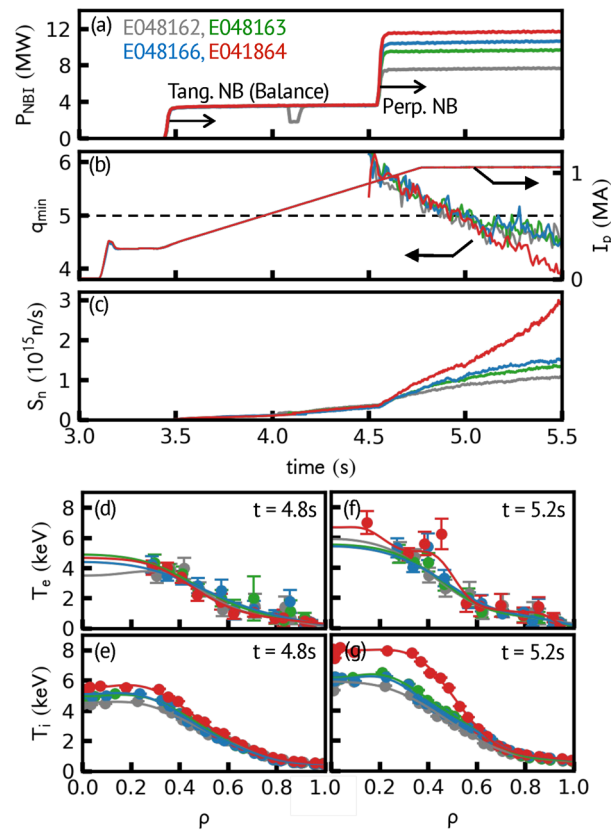 (a) E048162, E048163
E048166, E041864
P_NBI (MW)
12
8
4
0
Tang. NB (Balance)
Perp. NB
(b)
q_min
6
5
4
I_p (MA)
1
0
(c)
S_n (10^15 n/s)
3
2
1
0
3.0 3.5 4.0 4.5 5.0 5.5
time (s)
(d) t = 4.8s
(f) t = 5.2s
T_e (keV)
8
6
4
2
0
(e) t = 4.8s
(g) t = 5.2s
T_i (keV)
8
6
4
2
0
0.0 0.2 0.4 0.6 0.8 0.0 0.2 0.4 0.6 0.8 1.0
ρ ρ